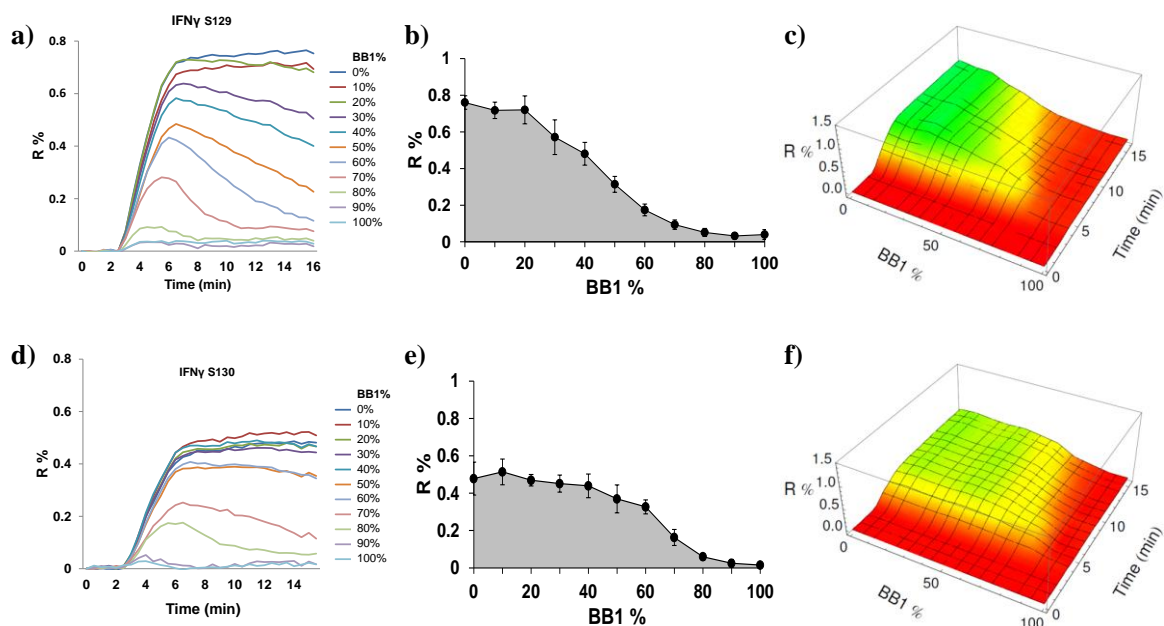 a)
IFNγ S129
R %
0.8
0.6
0.4
0.2
0
0 2 4 6 8 10 12 14 16
Time (min)
BB1%
0%
10%
20%
30%
40%
50%
60%
70%
80%
90%
100%
b)
R %
1
0.8
0.6
0.4
0.2
0
0 20 40 60 80 100
BB1 %
c)
1.5
R % 1.0
0.5
0.0
0
50
100
BB1 %
0
5
10
15
Time (min)
d)
IFNγ S130
R %
0.8
0.6
0.4
0.2
0
0 2 4 6 8 10 12 14
Time (min)
BB1%
0%
10%
20%
30%
40%
50%
60%
70%
80%
90%
100%
e)
R %
1
0.8
0.6
0.4
0.2
0
0 20 40 60 80 100
BB1 %
f)
1.5
R % 1.0
0.5
0.0
0
50
100
BB1 %
0
5
10
15
Time (min)